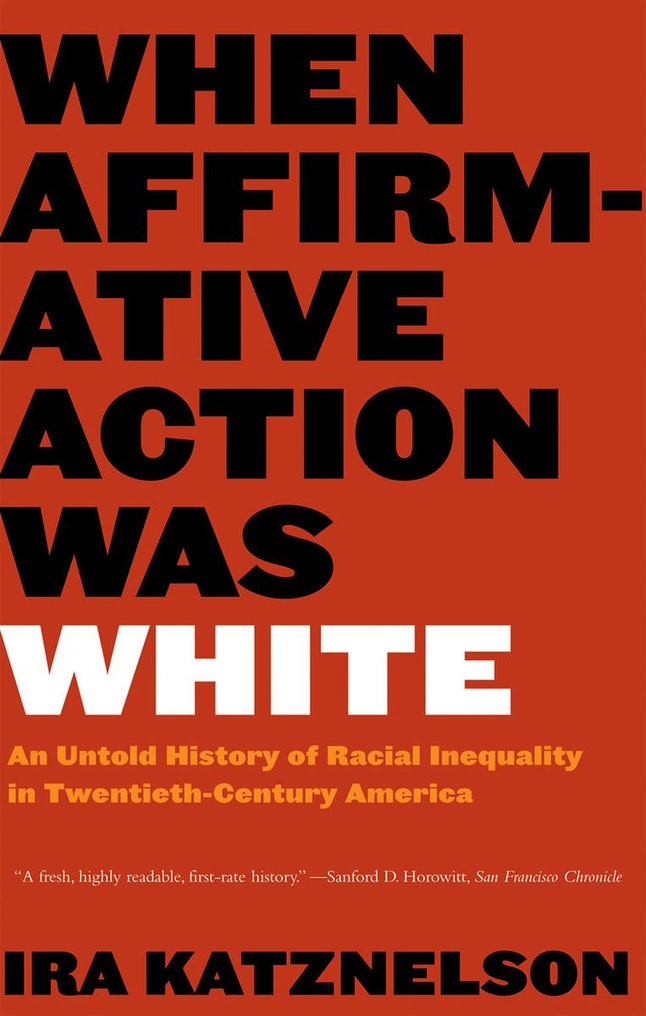 WHEN
AFFIRM-
ATIVE
ACTION
WAS
WHITE
An Untold History of Racial Inequality
in Twentieth-Century America
“A fresh, highly readable, first-rate history.” —Sanford D. Horowitt, San Francisco Chronicle
IRA KATZNELSON